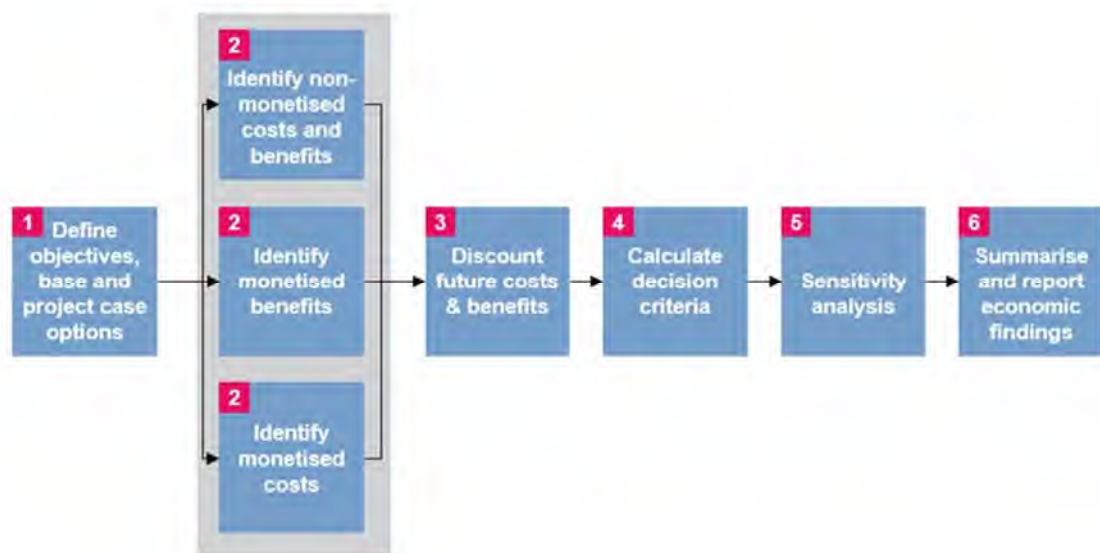 1
Define
objectives,
base and
project case
options
2
Identify non-
monetised
costs and
benefits
2
Identify
monetised
benefits
2
Identify
monetised
costs
3
Discount
future costs
& benefits
4
Calculate
decision
criteria
5
Sensitivity
analysis
6
Summarise
and report
economic
findings